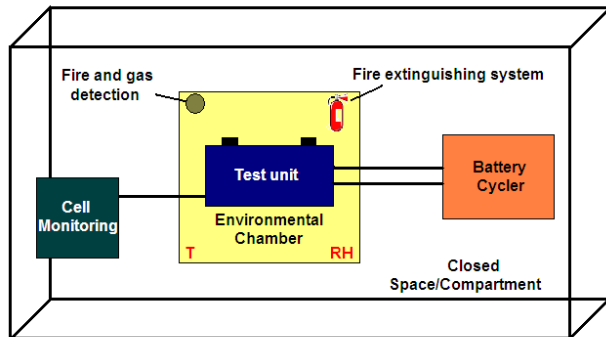 Fire and gas
detection
Fire extinguishing system
Test unit
Battery
Cycler
Cell
Monitoring
Environmental
Chamber
T
RH
Closed
Space/Compartment